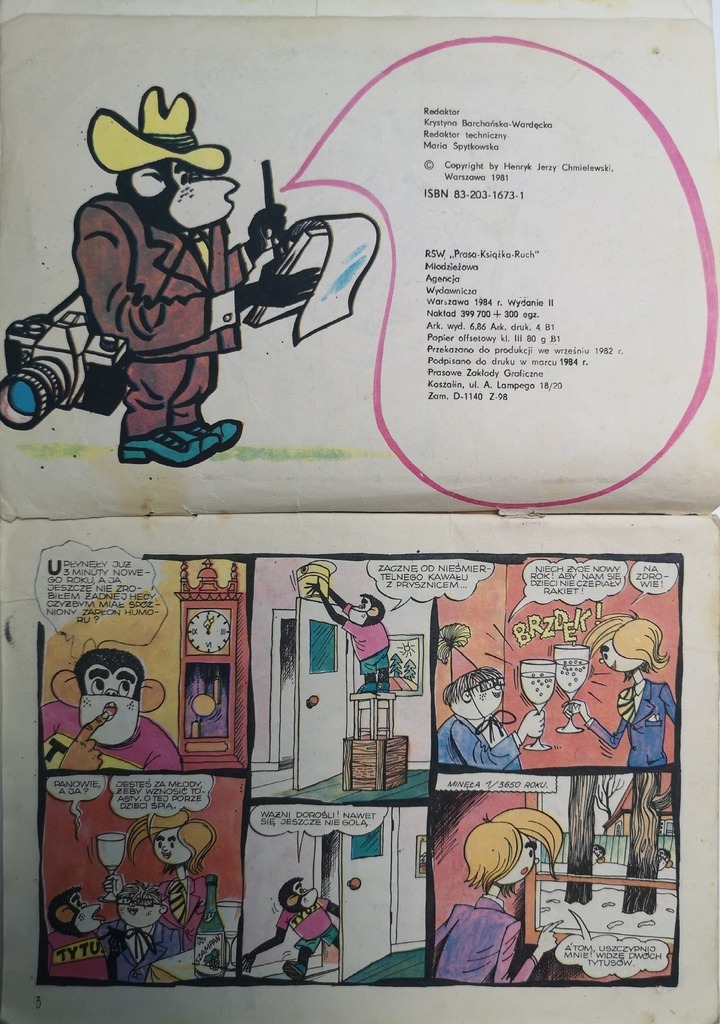 Redaktor
Krystyna Barchańska-Wardęcka
Redaktor techniczny
Maria Spytkowska
© Copyright by Henryk Jerzy Chmielewski,
Warszawa 1981
ISBN 83-203-1673-1
RSW „Prasa-Książka-Ruch”
Młodzieżowa
Agencja
Wydawnicza
Warszawa 1984 r. Wydanie II
Nakład 399 700 + 300 egz.
Ark. wyd. 6,86 Ark. druk. 4 B1
Papier offsetowy kl. III 80 g B1
Przekazano do produkcji we wrześniu 1982 r.
Podpisano do druku w marcu 1984 r.
Prasowe Zakłady Graficzne
Koszalin, ul. A. Lampego 18/20
Zam. D-1140 Z-98
UPŁYNĘŁY JUŻ
3 MINUTY NOWE-
GO ROKU, A JA
JESZCZE NIE ZRO-
BIŁEM ŻADNEJ HECY
CZYŻBYM MIAŁ SPÓŹ-
NIONY ZAPŁON HUMO-
RU?
ZACZNĘ OD NIEŚMIER-
TELNEGO KAWAŁU
Z PRYSZNICEM...
NIECH ŻYJE NOWY
ROK! ABY NAM SIĘ
DZIECI NIE CZEPIAŁY
RAKIET!
NA
ZDRO-
WIE!
BRZDĘK!
T
PANOWIE,
A JA?
JESTEŚ ZA MŁODY,
ŻEBY WZNOSIĆ TO-
ASTY. O TEJ PORZE
DZIECI ŚPIĄ.
TYTUS
SZAMPAN
WAŻNI DOROŚLI! NAWET
SIĘ JESZCZE NIE GOLĄ.
MINĘŁA 1/3650 ROKU.
A'TOM, USZCZYPNIJ
MNIE! WIDZĘ DWÓCH
TYTUSÓW.
3